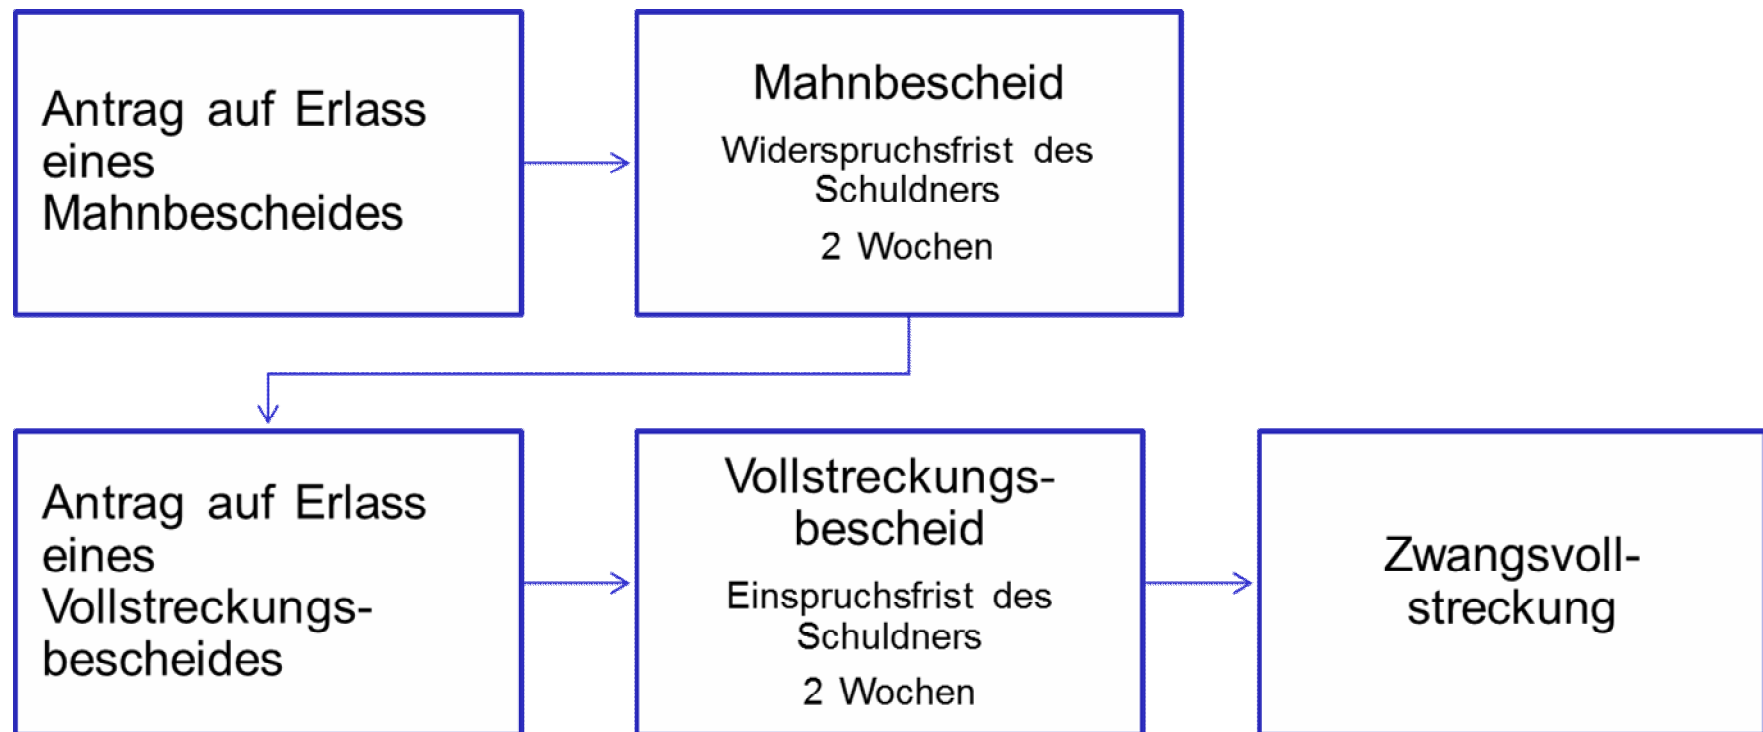 Antrag auf Erlass
eines
Mahnbescheides
Mahnbescheid
Widerspruchsfrist des
Schuldners
2 Wochen
Antrag auf Erlass
eines
Vollstreckungs-
bescheides
Vollstreckungs-
bescheid
Einspruchsfrist des
Schuldners
2 Wochen
Zwangsvoll-
streckung